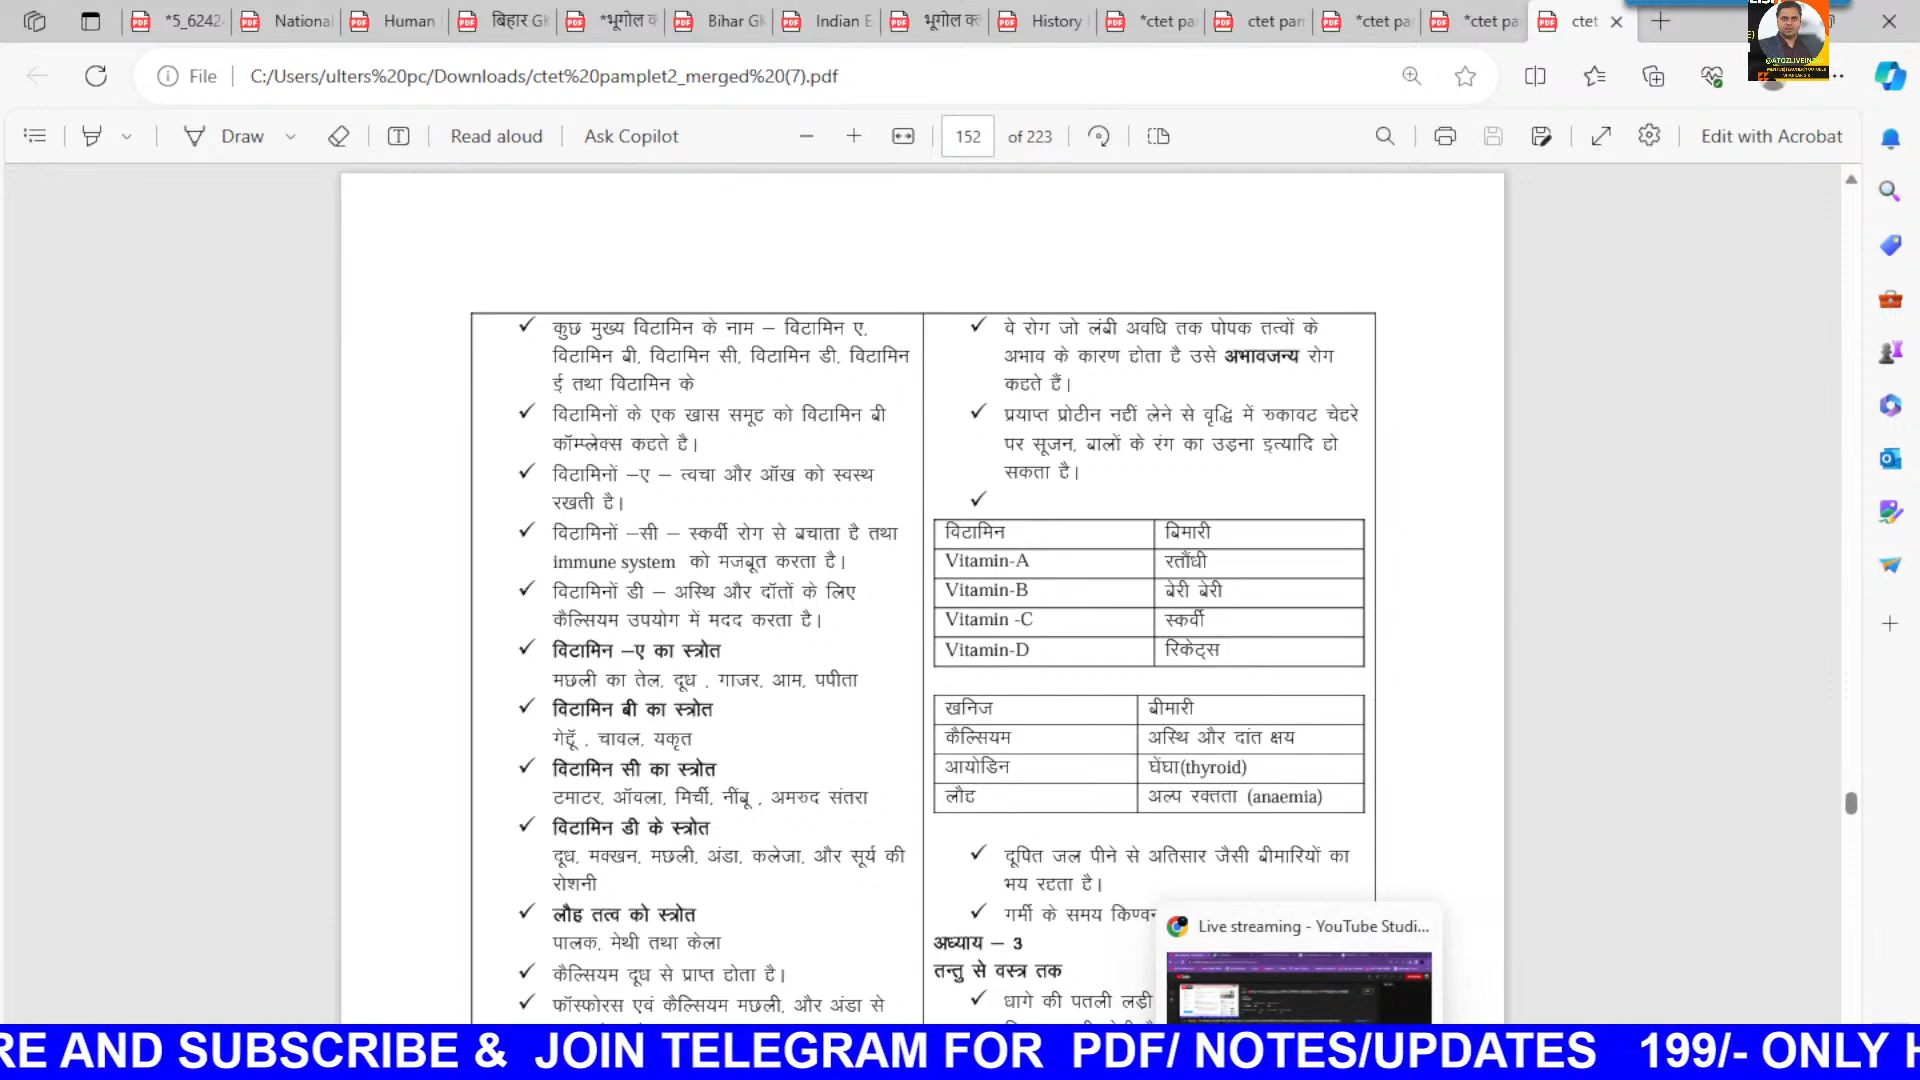 *5_6242
National
Human
बिहार GK
*भूगोल क
Bihar GK
Indian E
भूगोल क्ल
History
*ctet pa
ctet pam
*ctet pa
*ctet pa
ctet
File
C:/Users/ulters%20pc/Downloads/ctet%20pamplet2_merged%20(7).pdf
@ATOZLIVEINDIA
Draw
Read aloud
Ask Copilot
152 of 223
Edit with Acrobat
✓ कुछ मुख्य विटामिन के नाम – विटामिन ए,
विटामिन बी, विटामिन सी, विटामिन डी, विटामिन
ई तथा विटामिन के
✓ विटामिनों के एक खास समूह को विटामिन बी
कॉम्प्लेक्स कहते है।
✓ विटामिनों –ए – त्वचा और ऑख को स्वस्थ
रखती है।
✓ विटामिनों –सी – स्कर्वी रोग से बचाता है तथा
immune system को मजबूत करता है।
✓ विटामिनों डी – अस्थि और दॉतों के लिए
कैल्सियम उपयोग में मदद करता है।
✓ विटामिन –ए का स्त्रोत
मछली का तेल, दूध , गाजर, आम, पपीता
✓ विटामिन बी का स्त्रोत
गेहूॅ , चावल, यकृत
✓ विटामिन सी का स्त्रोत
टमाटर, ऑवला, मिर्ची, नींबू , अमरुद संतरा
✓ विटामिन डी के स्त्रोत
दूध, मक्खन, मछली, अंडा, कलेजा, और सूर्य की
रोशनी
✓ लौह तत्व को स्त्रोत
पालक, मेथी तथा केला
✓ कैल्सियम दूध से प्राप्त होता है।
✓ फॉस्फोरस एवं कैल्सियम मछली, और अंडा से
✓ वे रोग जो लंबी अवधि तक पोषक तत्वों के
अभाव के कारण होता है उसे अभावजन्य रोग
कहते हैं।
✓ प्रयाप्त प्रोटीन नहीं लेने से वृद्धि में रुकावट चेहरे
पर सूजन, बालों के रंग का उड़ना इत्यादि हो
सकता है।
✓
विटामिन बिमारी
Vitamin-A रतौंधी
Vitamin-B बेरी बेरी
Vitamin -C स्कर्वी
Vitamin-D रिकेट्स
खनिज बीमारी
कैल्सियम अस्थि और दांत क्षय
आयोडिन घेंघा(thyroid)
लौह अल्प रक्तता (anaemia)
✓ दूषित जल पीने से अतिसार जैसी बीमारियों का
भय रहता है।
✓ गर्मी के समय किण्वन
अध्याय – 3
तन्तु से वस्त्र तक
✓ धागे की पतली लड़ी
Live streaming - YouTube Studi...
RE AND SUBSCRIBE & JOIN TELEGRAM FOR PDF/ NOTES/UPDATES 199/- ONLY H